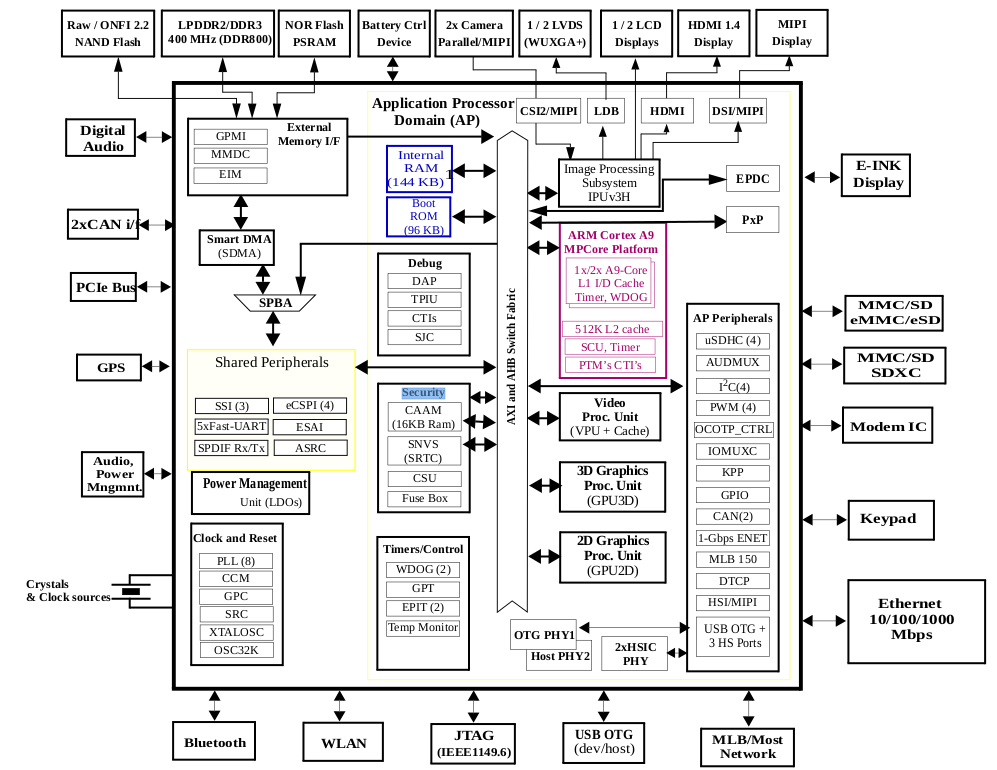 Raw / ONFI 2.2
NAND Flash
LPDDR2/DDR3
400 MHz (DDR800)
NOR Flash
PSRAM
Battery Ctrl
Device
2x Camera
Parallel/MIPI
1 / 2 LVDS
(WUXGA+)
1 / 2 LCD
Displays
HDMI 1.4
Display
MIPI
Display
Digital
Audio
2xCAN i/f
PCIe Bus
GPS
Audio,
Power
Mngmnt.
Crystals
& Clock sources
External
Memory I/F
GPMI
MMDC
EIM
Smart DMA
(SDMA)
SPBA
Shared Peripherals
SSI (3)
eCSPI (4)
5xFast-UART
ESAI
SPDIF Rx/Tx
ASRC
Power Management
Unit (LDOs)
Clock and Reset
PLL (8)
CCM
GPC
SRC
XTALOSC
OSC32K
Application Processor
Domain (AP)
Internal
RAM
(144 KB)
1
Boot
ROM
(96 KB)
Debug
DAP
TPIU
CTIs
SJC
Security
CAAM
(16KB Ram)
SNVS
(SRTC)
CSU
Fuse Box
Timers/Control
WDOG (2)
GPT
EPIT (2)
Temp Monitor
AXI and AHB Switch Fabric
CSI2/MIPI
LDB
HDMI
DSI/MIPI
Image Processing
Subsystem
IPUv3H
EPDC
PxP
ARM Cortex A9
MPCore Platform
1x/2x A9-Core
L1 I/D Cache
Timer, WDOG
512K L2 cache
SCU, Timer
PTM's CTI's
Video
Proc. Unit
(VPU + Cache)
3D Graphics
Proc. Unit
(GPU3D)
2D Graphics
Proc. Unit
(GPU2D)
OTG PHY1
Host PHY2
2xHSIC
PHY
AP Peripherals
uSDHC (4)
AUDMUX
I2C(4)
PWM (4)
OCOTP_CTRL
IOMUXC
KPP
GPIO
CAN(2)
1-Gbps ENET
MLB 150
DTCP
HSI/MIPI
USB OTG +
3 HS Ports
E-INK
Display
MMC/SD
eMMC/eSD
MMC/SD
SDXC
Modem IC
Keypad
Ethernet
10/100/1000
Mbps
Bluetooth
WLAN
JTAG
(IEEE1149.6)
USB OTG
(dev/host)
MLB/Most
Network